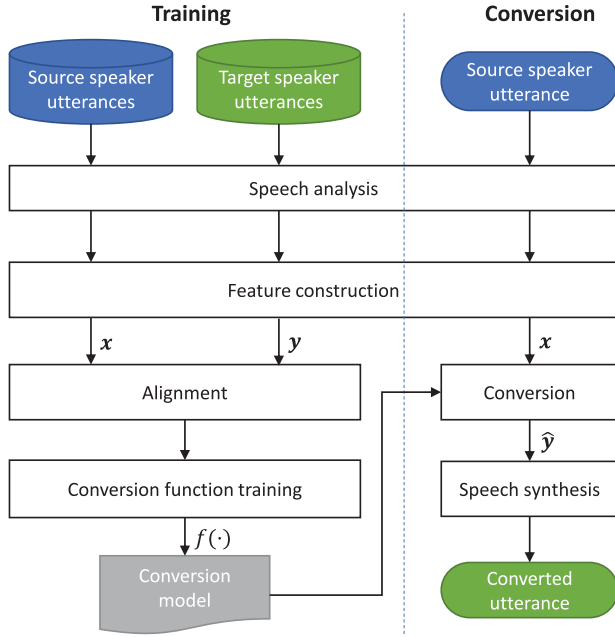 Training
Conversion
Source speaker
utterances
Target speaker
utterances
Source speaker
utterance
Speech analysis
Feature construction
x
y
x
Alignment
Conversion
ŷ
Conversion function training
Speech synthesis
f(·)
Conversion
model
Converted
utterance